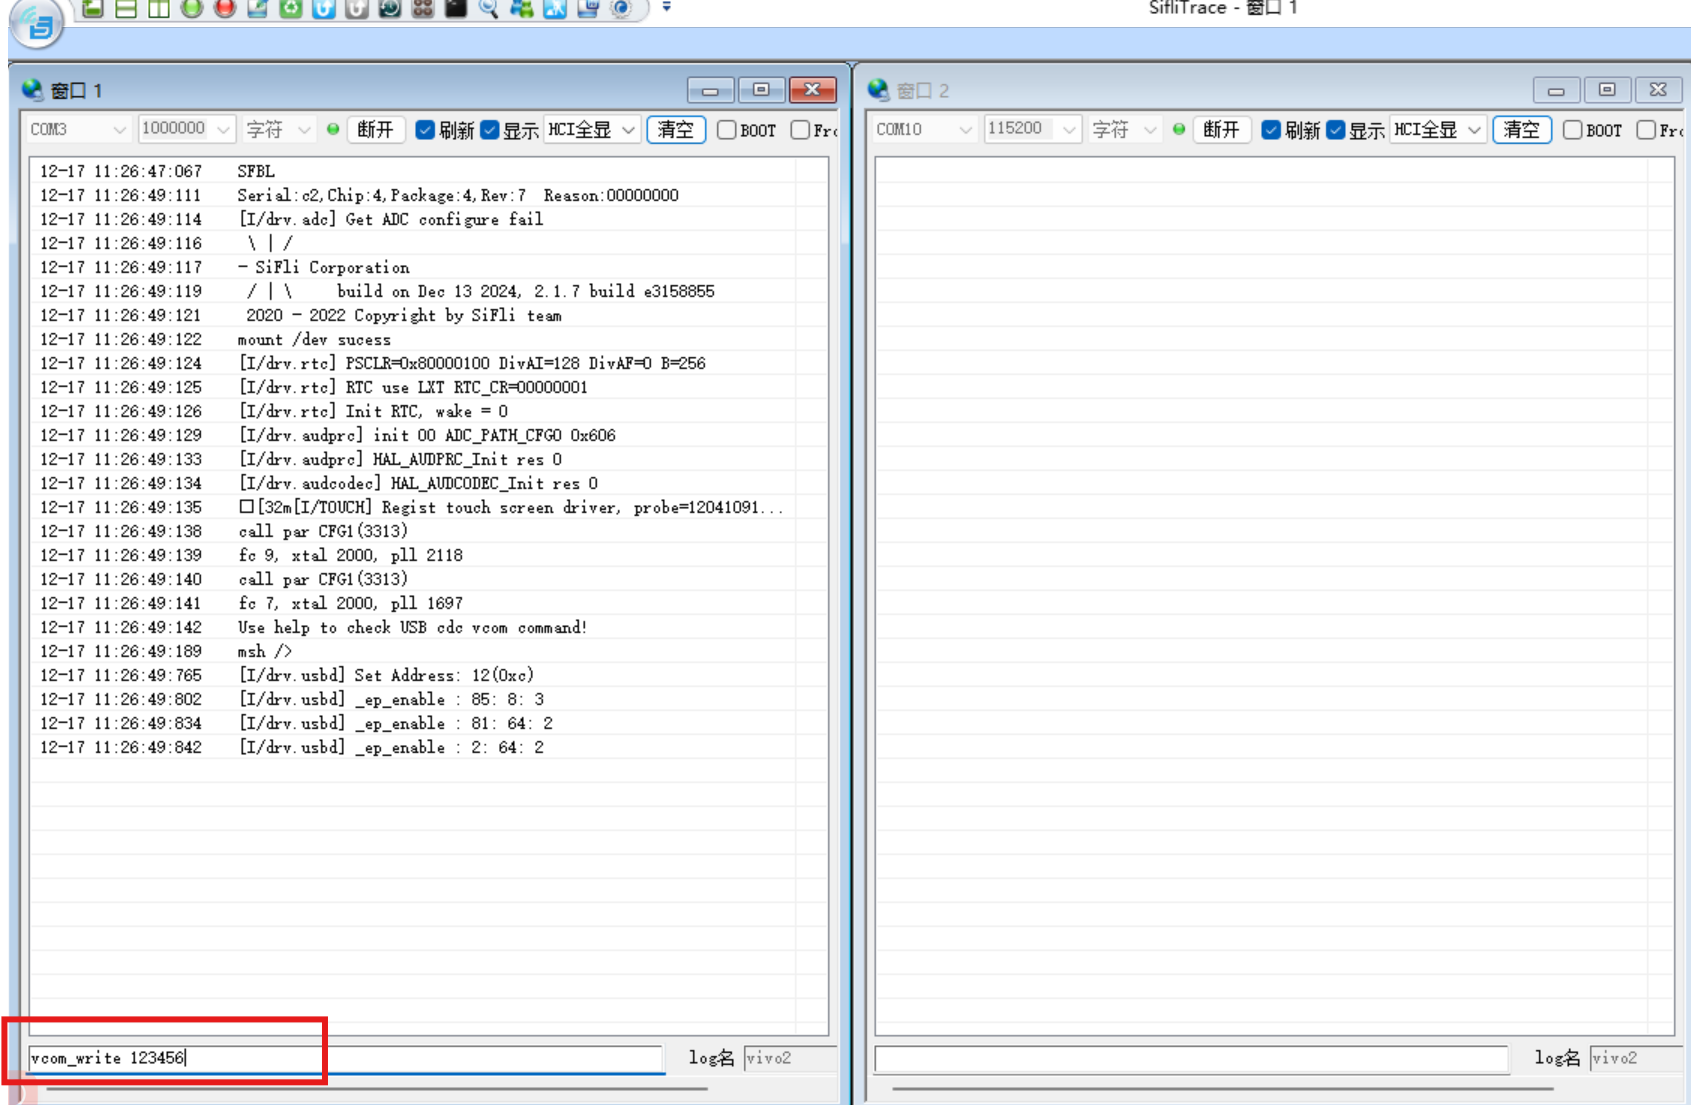 SifliTrace - 窗口 1
窗口 1
COM3 1000000 字符 断开 刷新 显示 HCI全显 清空 BOOT Fr
12-17 11:26:47:067 SFBL
12-17 11:26:49:111 Serial:c2,Chip:4,Package:4,Rev:7 Reason:00000000
12-17 11:26:49:114 [I/drv.adc] Get ADC configure fail
12-17 11:26:49:116 \ | /
12-17 11:26:49:117 - SiFli Corporation
12-17 11:26:49:119 / | \ build on Dec 13 2024, 2.1.7 build e3158855
12-17 11:26:49:121 2020 - 2022 Copyright by SiFli team
12-17 11:26:49:122 mount /dev sucess
12-17 11:26:49:124 [I/drv.rtc] PSCLR=0x80000100 DivAI=128 DivAF=0 B=256
12-17 11:26:49:125 [I/drv.rtc] RTC use LXT RTC_CR=00000001
12-17 11:26:49:126 [I/drv.rtc] Init RTC, wake = 0
12-17 11:26:49:129 [I/drv.audprc] init 00 ADC_PATH_CFG0 0x606
12-17 11:26:49:133 [I/drv.audprc] HAL_AUDPRC_Init res 0
12-17 11:26:49:134 [I/drv.audcodec] HAL_AUDCODEC_Init res 0
12-17 11:26:49:135 □[32m[I/TOUCH] Regist touch screen driver, probe=12041091...
12-17 11:26:49:138 call par CFG1(3313)
12-17 11:26:49:139 fc 9, xtal 2000, pll 2118
12-17 11:26:49:140 call par CFG1(3313)
12-17 11:26:49:141 fc 7, xtal 2000, pll 1697
12-17 11:26:49:142 Use help to check USB cdc vcom command!
12-17 11:26:49:189 msh />
12-17 11:26:49:765 [I/drv.usbd] Set Address: 12(0xc)
12-17 11:26:49:802 [I/drv.usbd] _ep_enable : 85: 8: 3
12-17 11:26:49:834 [I/drv.usbd] _ep_enable : 81: 64: 2
12-17 11:26:49:842 [I/drv.usbd] _ep_enable : 2: 64: 2
vcom_write 123456
log名 vivo2
窗口 2
COM10 115200 字符 断开 刷新 显示 HCI全显 清空 BOOT Fr
log名 vivo2